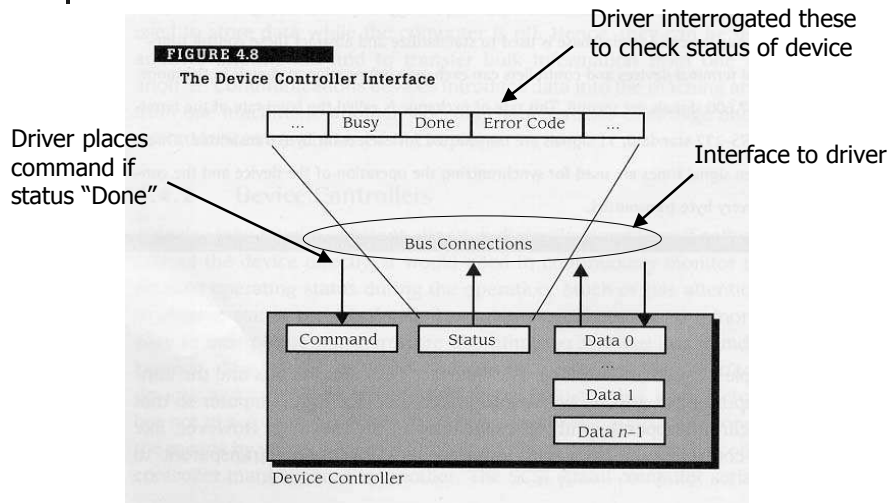 Driver interrogated these
to check status of device
FIGURE 4.8
The Device Controller Interface
... Busy Done Error Code ...
Driver places
command if
status “Done”
Interface to driver
Device Controllers
Bus Connections
Command Status Data 0
...
Data 1
Data n–1
Device Controller